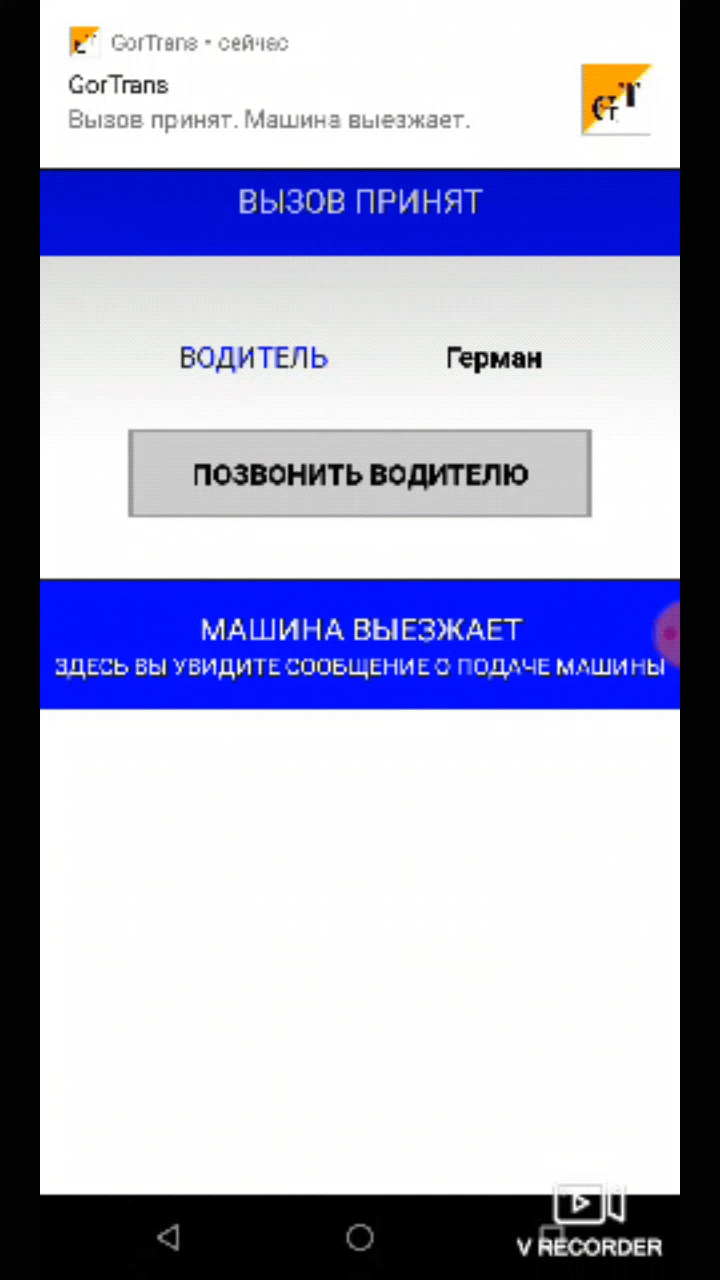 GorTrans • сейчас
GorTrans
Вызов принят. Машина выезжает.
GT
ВЫЗОВ ПРИНЯТ
ВОДИТЕЛЬ Герман
ПОЗВОНИТЬ ВОДИТЕЛЮ
МАШИНА ВЫЕЗЖАЕТ
ЗДЕСЬ ВЫ УВИДИТЕ СООБЩЕНИЕ О ПОДАЧЕ МАШИНЫ
V RECORDER